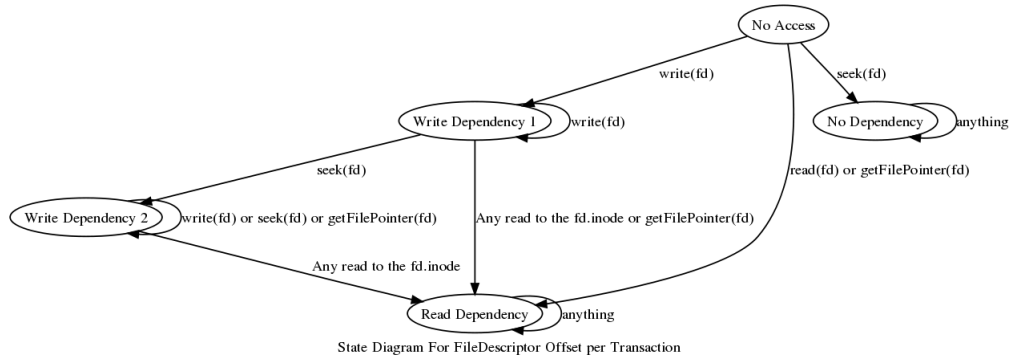 No Access
write(fd)
seek(fd)
Write Dependency 1
write(fd)
No Dependency
anything
seek(fd)
read(fd) or getFilePointer(fd)
Write Dependency 2
write(fd) or seek(fd) or getFilePointer(fd)
Any read to the fd.inode or getFilePointer(fd)
Any read to the fd.inode
Read Dependency
anything
State Diagram For FileDescriptor Offset per Transaction